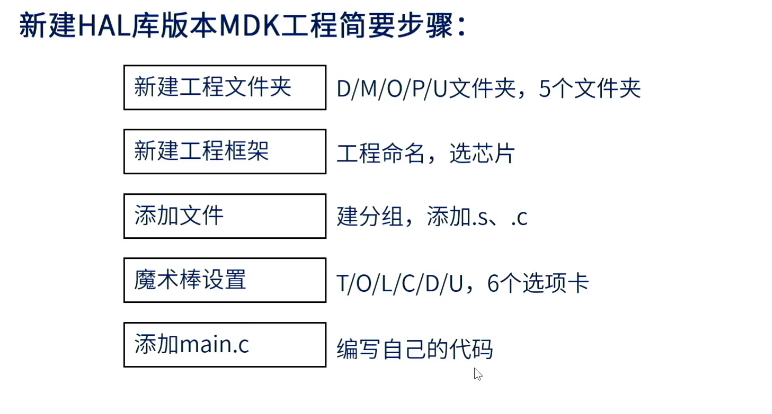 新建HAL库版本MDK工程简要步骤：
新建工程文件夹 D/M/O/P/U文件夹，5个文件夹
新建工程框架 工程命名，选芯片
添加文件 建分组，添加.s、.c
魔术棒设置 T/O/L/C/D/U，6个选项卡
添加main.c 编写自己的代码